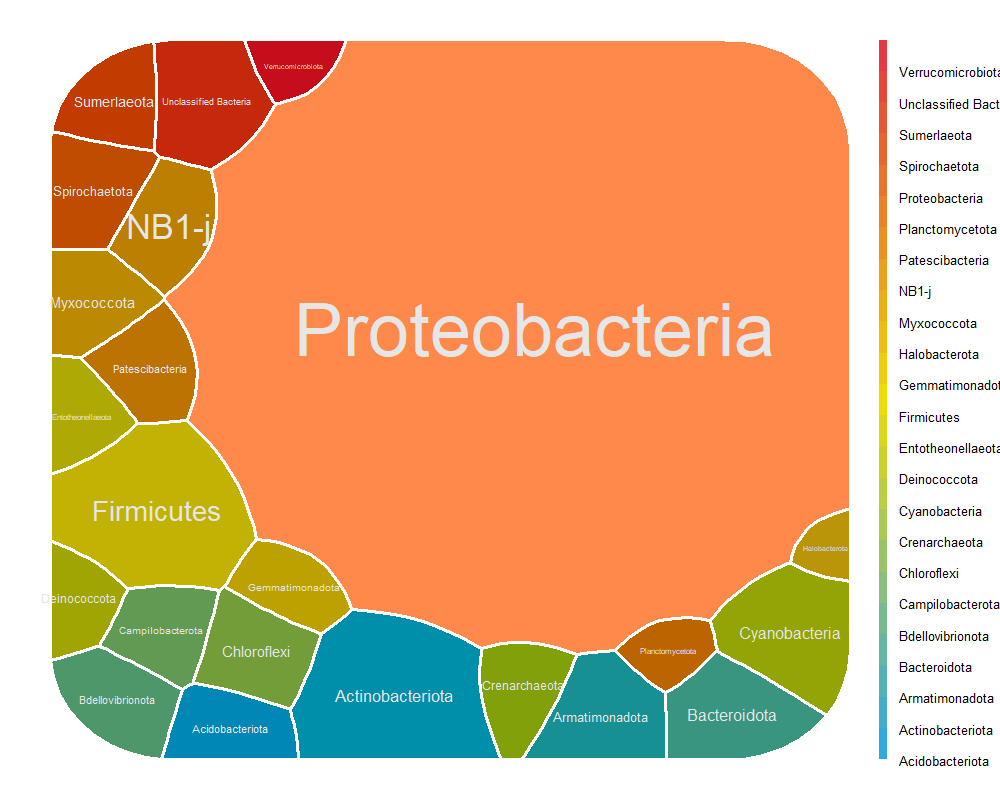 Verrucomicrobiota
Sumerlaeota
Unclassified Bacteria
Spirochaetota
NB1-j
Myxococcota
Proteobacteria
Patescibacteria
Entotheonellaeota
Firmicutes
Halobacterota
Gemmatimonadota
Deinococcota
Campilobacterota
Cyanobacteria
Chloroflexi
Planctomycetota
Crenarchaeota
Actinobacteriota
Bdellovibrionota
Armatimonadota
Bacteroidota
Acidobacteriota
Verrucomicrobiota
Unclassified Bact
Sumerlaeota
Spirochaetota
Proteobacteria
Planctomycetota
Patescibacteria
NB1-j
Myxococcota
Halobacterota
Gemmatimonadot
Firmicutes
Entotheonellaeota
Deinococcota
Cyanobacteria
Crenarchaeota
Chloroflexi
Campilobacterota
Bdellovibrionota
Bacteroidota
Armatimonadota
Actinobacteriota
Acidobacteriota